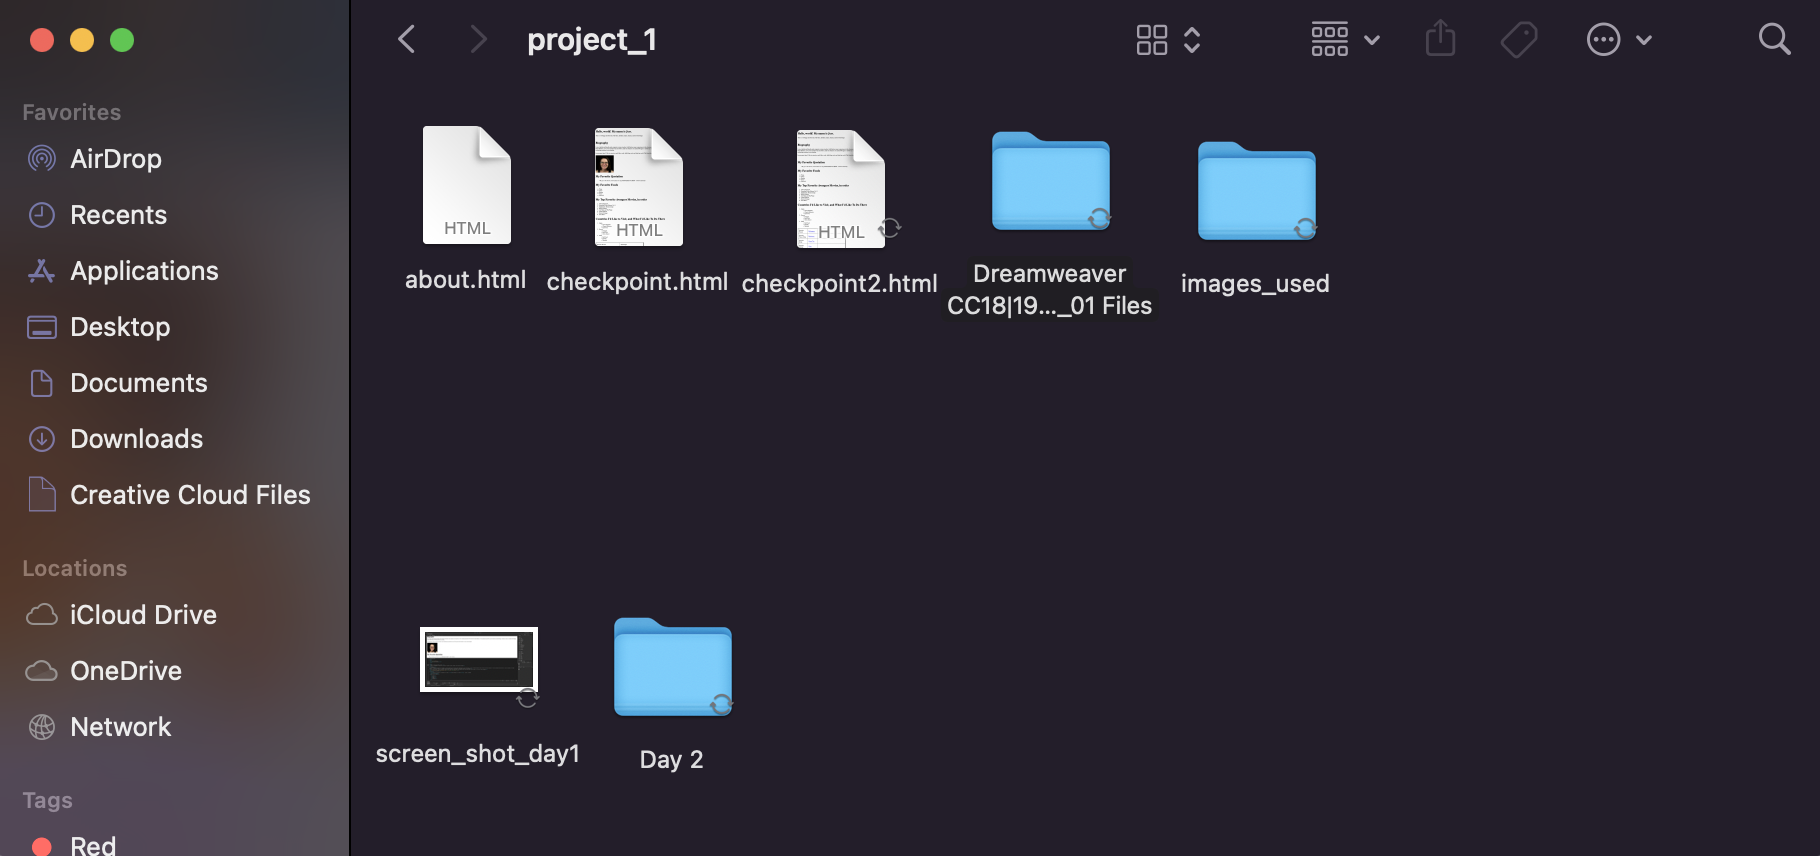 project_1
Favorites
AirDrop
Recents
Applications
Desktop
Documents
Downloads
Creative Cloud Files
Locations
iCloud Drive
OneDrive
Network
Tags
Red
HTML
about.html
HTML
checkpoint.html
HTML
checkpoint2.html
Dreamweaver
CC18|19..._01 Files
images_used
screen_shot_day1
Day 2